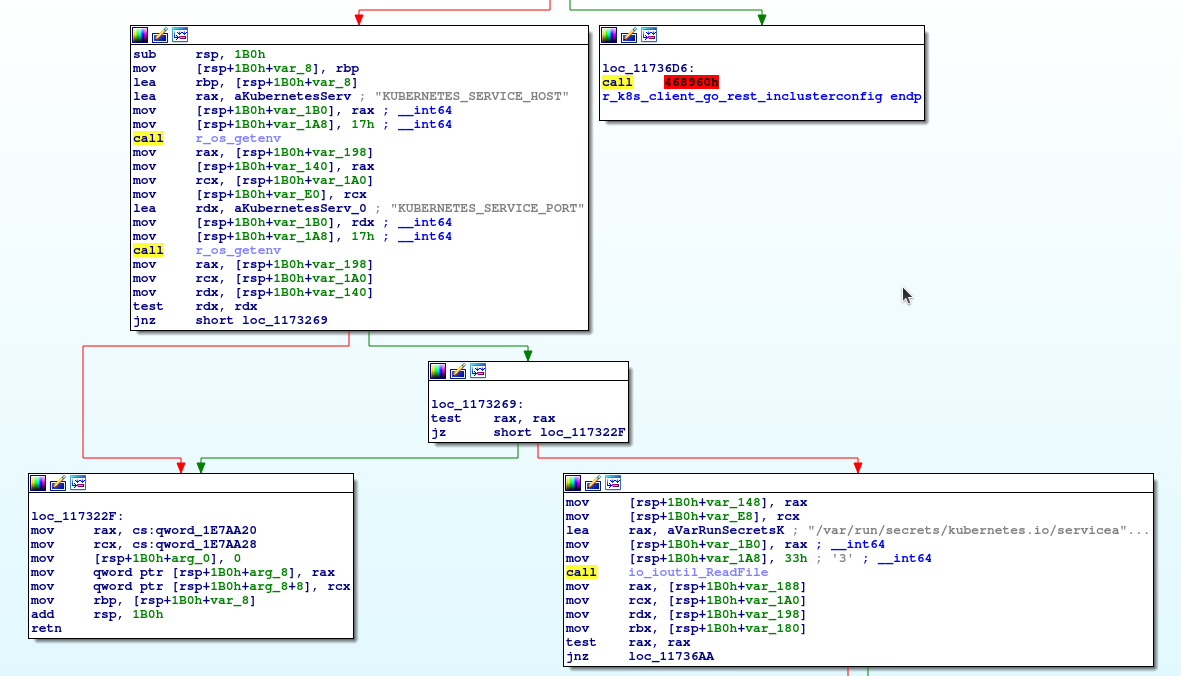 sub rsp, 1B0h
mov [rsp+1B0h+var_8], rbp
lea rbp, [rsp+1B0h+var_8]
lea rax, aKubernetesServ ; "KUBERNETES_SERVICE_HOST"
mov [rsp+1B0h+var_1B0], rax ; __int64
mov [rsp+1B0h+var_1A8], 17h ; __int64
call r_os_getenv
mov rax, [rsp+1B0h+var_198]
mov [rsp+1B0h+var_140], rax
mov rcx, [rsp+1B0h+var_1A0]
mov [rsp+1B0h+var_E0], rcx
lea rdx, aKubernetesServ_0 ; "KUBERNETES_SERVICE_PORT"
mov [rsp+1B0h+var_1B0], rdx ; __int64
mov [rsp+1B0h+var_1A8], 17h ; __int64
call r_os_getenv
mov rax, [rsp+1B0h+var_198]
mov rcx, [rsp+1B0h+var_1A0]
mov rdx, [rsp+1B0h+var_140]
test rdx, rdx
jnz short loc_1173269
loc_11736D6:
call 468960h
r_k8s_client_go_rest_inclusterconfig endp
loc_1173269:
test rax, rax
jz short loc_117322F
loc_117322F:
mov rax, cs:qword_1E7AA20
mov rcx, cs:qword_1E7AA28
mov [rsp+1B0h+arg_0], 0
mov qword ptr [rsp+1B0h+arg_8], rax
mov qword ptr [rsp+1B0h+arg_8+8], rcx
mov rbp, [rsp+1B0h+var_8]
add rsp, 1B0h
retn
mov [rsp+1B0h+var_148], rax
mov [rsp+1B0h+var_E8], rcx
lea rax, aVarRunSecretsK ; "/var/run/secrets/kubernetes.io/servicea"...
mov [rsp+1B0h+var_1B0], rax ; __int64
mov [rsp+1B0h+var_1A8], 33h ; '3' ; __int64
call io_ioutil_ReadFile
mov rax, [rsp+1B0h+var_188]
mov rcx, [rsp+1B0h+var_1A0]
mov rdx, [rsp+1B0h+var_198]
mov rbx, [rsp+1B0h+var_180]
test rax, rax
jnz loc_11736AA